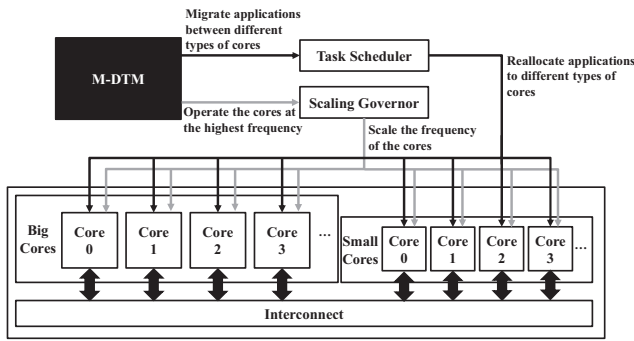 Migrate applications
between different
types of cores
M-DTM
Task Scheduler
Reallocate applications
to different types of
cores
Scaling Governor
Operate the cores at
the highest frequency
Scale the frequency
of the cores
Big
Cores
Core
0
Core
1
Core
2
Core
3
...
Small
Cores
Core
0
Core
1
Core
2
Core
3
...
Interconnect